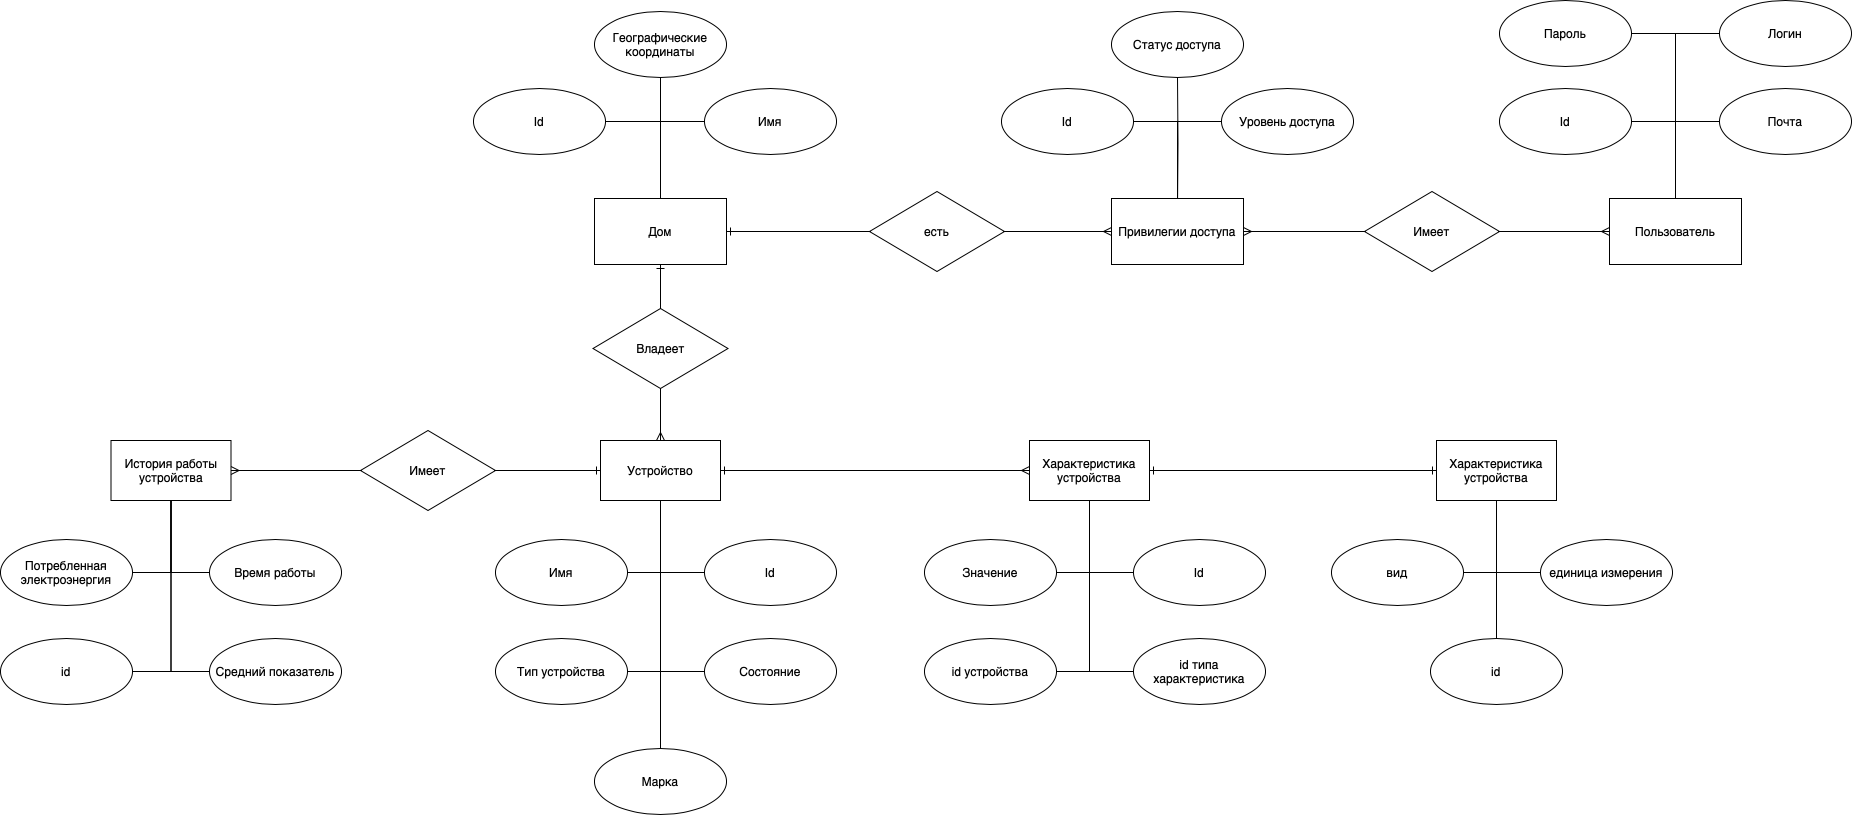 Географические
координаты
Id
Имя
Статус доступа
Id
Уровень доступа
Пароль
Логин
Id
Почта
Дом
есть
Привилегии доступа
Имеет
Пользователь
Владеет
История работы
устройства
Имеет
Устройство
Характеристика
устройства
Характеристика
устройства
Потребленная
электроэнергия
Время работы
Имя
Id
Значение
Id
вид
единица измерения
id
Средний показатель
Тип устройства
Состояние
id устройства
id типа
характеристика
id
Марка